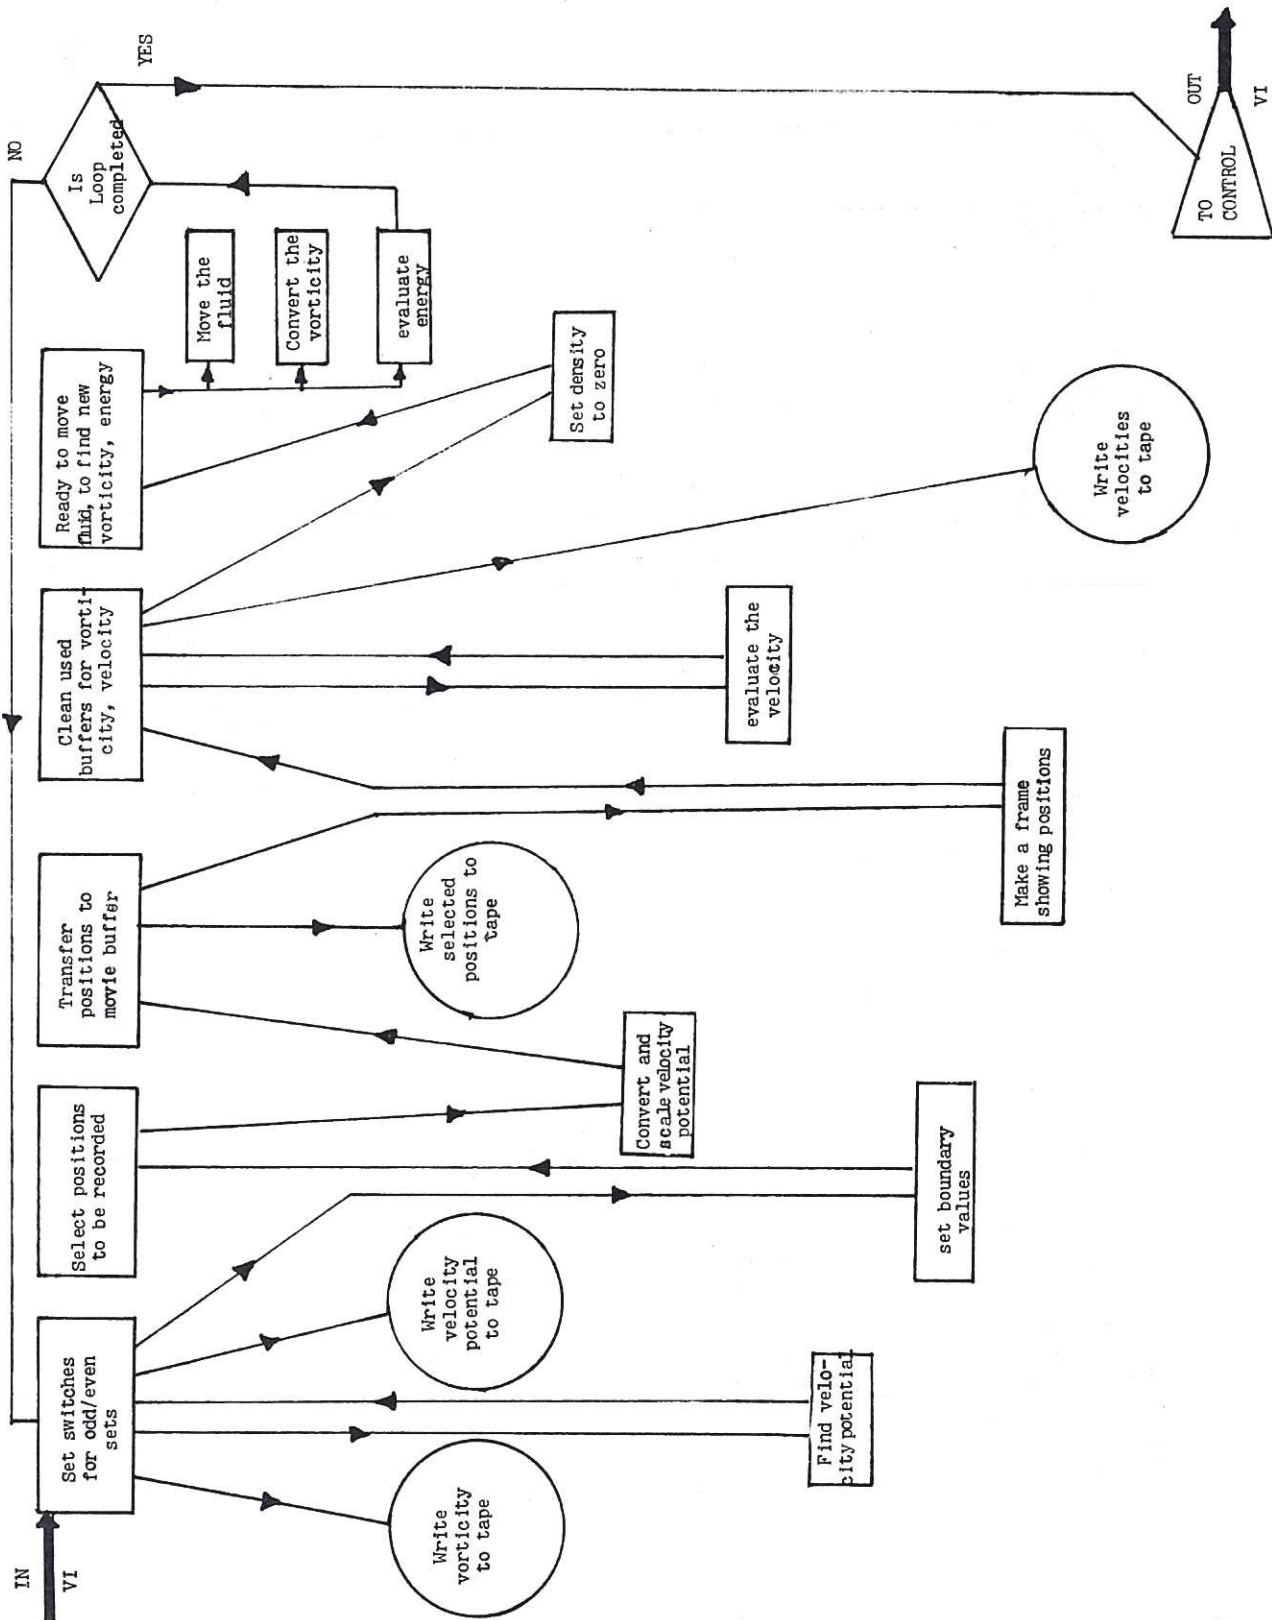 IN
VI
Set switches
for odd/even
sets
Select positions
to be recorded
Transfer
positions to
movie buffer
Clean used
buffers for vorti-
city, velocity
Ready to move
fluid, to find new
vorticity, energy
Is
Loop
completed
NO
YES
Move the
fluid
Convert the
vorticity
evaluate
energy
Write
vorticity
to tape
Write
velocity
potential
to tape
Write
selected
positions to
tape
Set density
to zero
Convert and
scale velocity
potential
evaluate the
velocity
Find velo-
city potential
set boundary
values
Make a frame
showing positions
Write
velocities
to tape
TO
CONTROL
OUT
VI